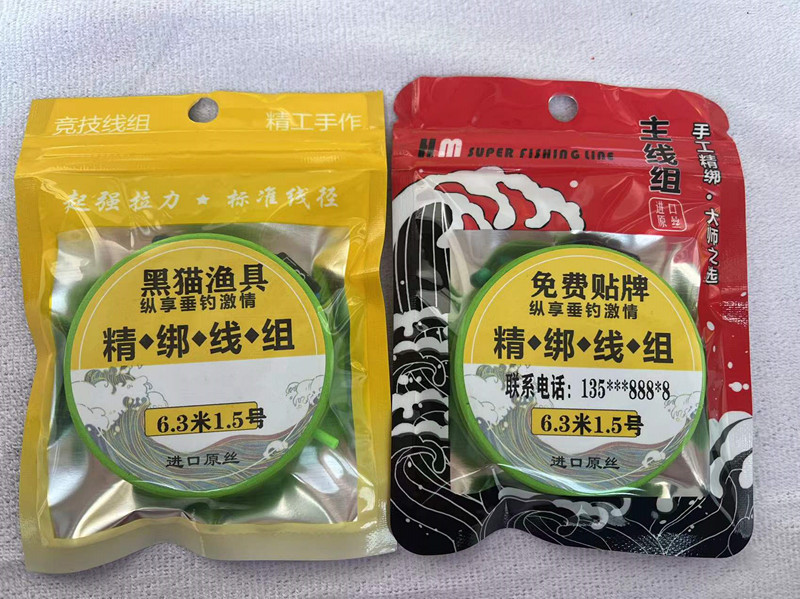 竞技线组 精工手作
超强拉力 ★ 标准线径
黑猫渔具
纵享垂钓激情
精◆绑◆线◆组
6.3米1.5号
进口原丝
HM SUPER FISHING LINE
主线组
进口
原丝
手工精绑·大师之选
免费贴牌
纵享垂钓激情
精◆绑◆线◆组
联系电话：135***888*8
6.3米1.5号
进口原丝